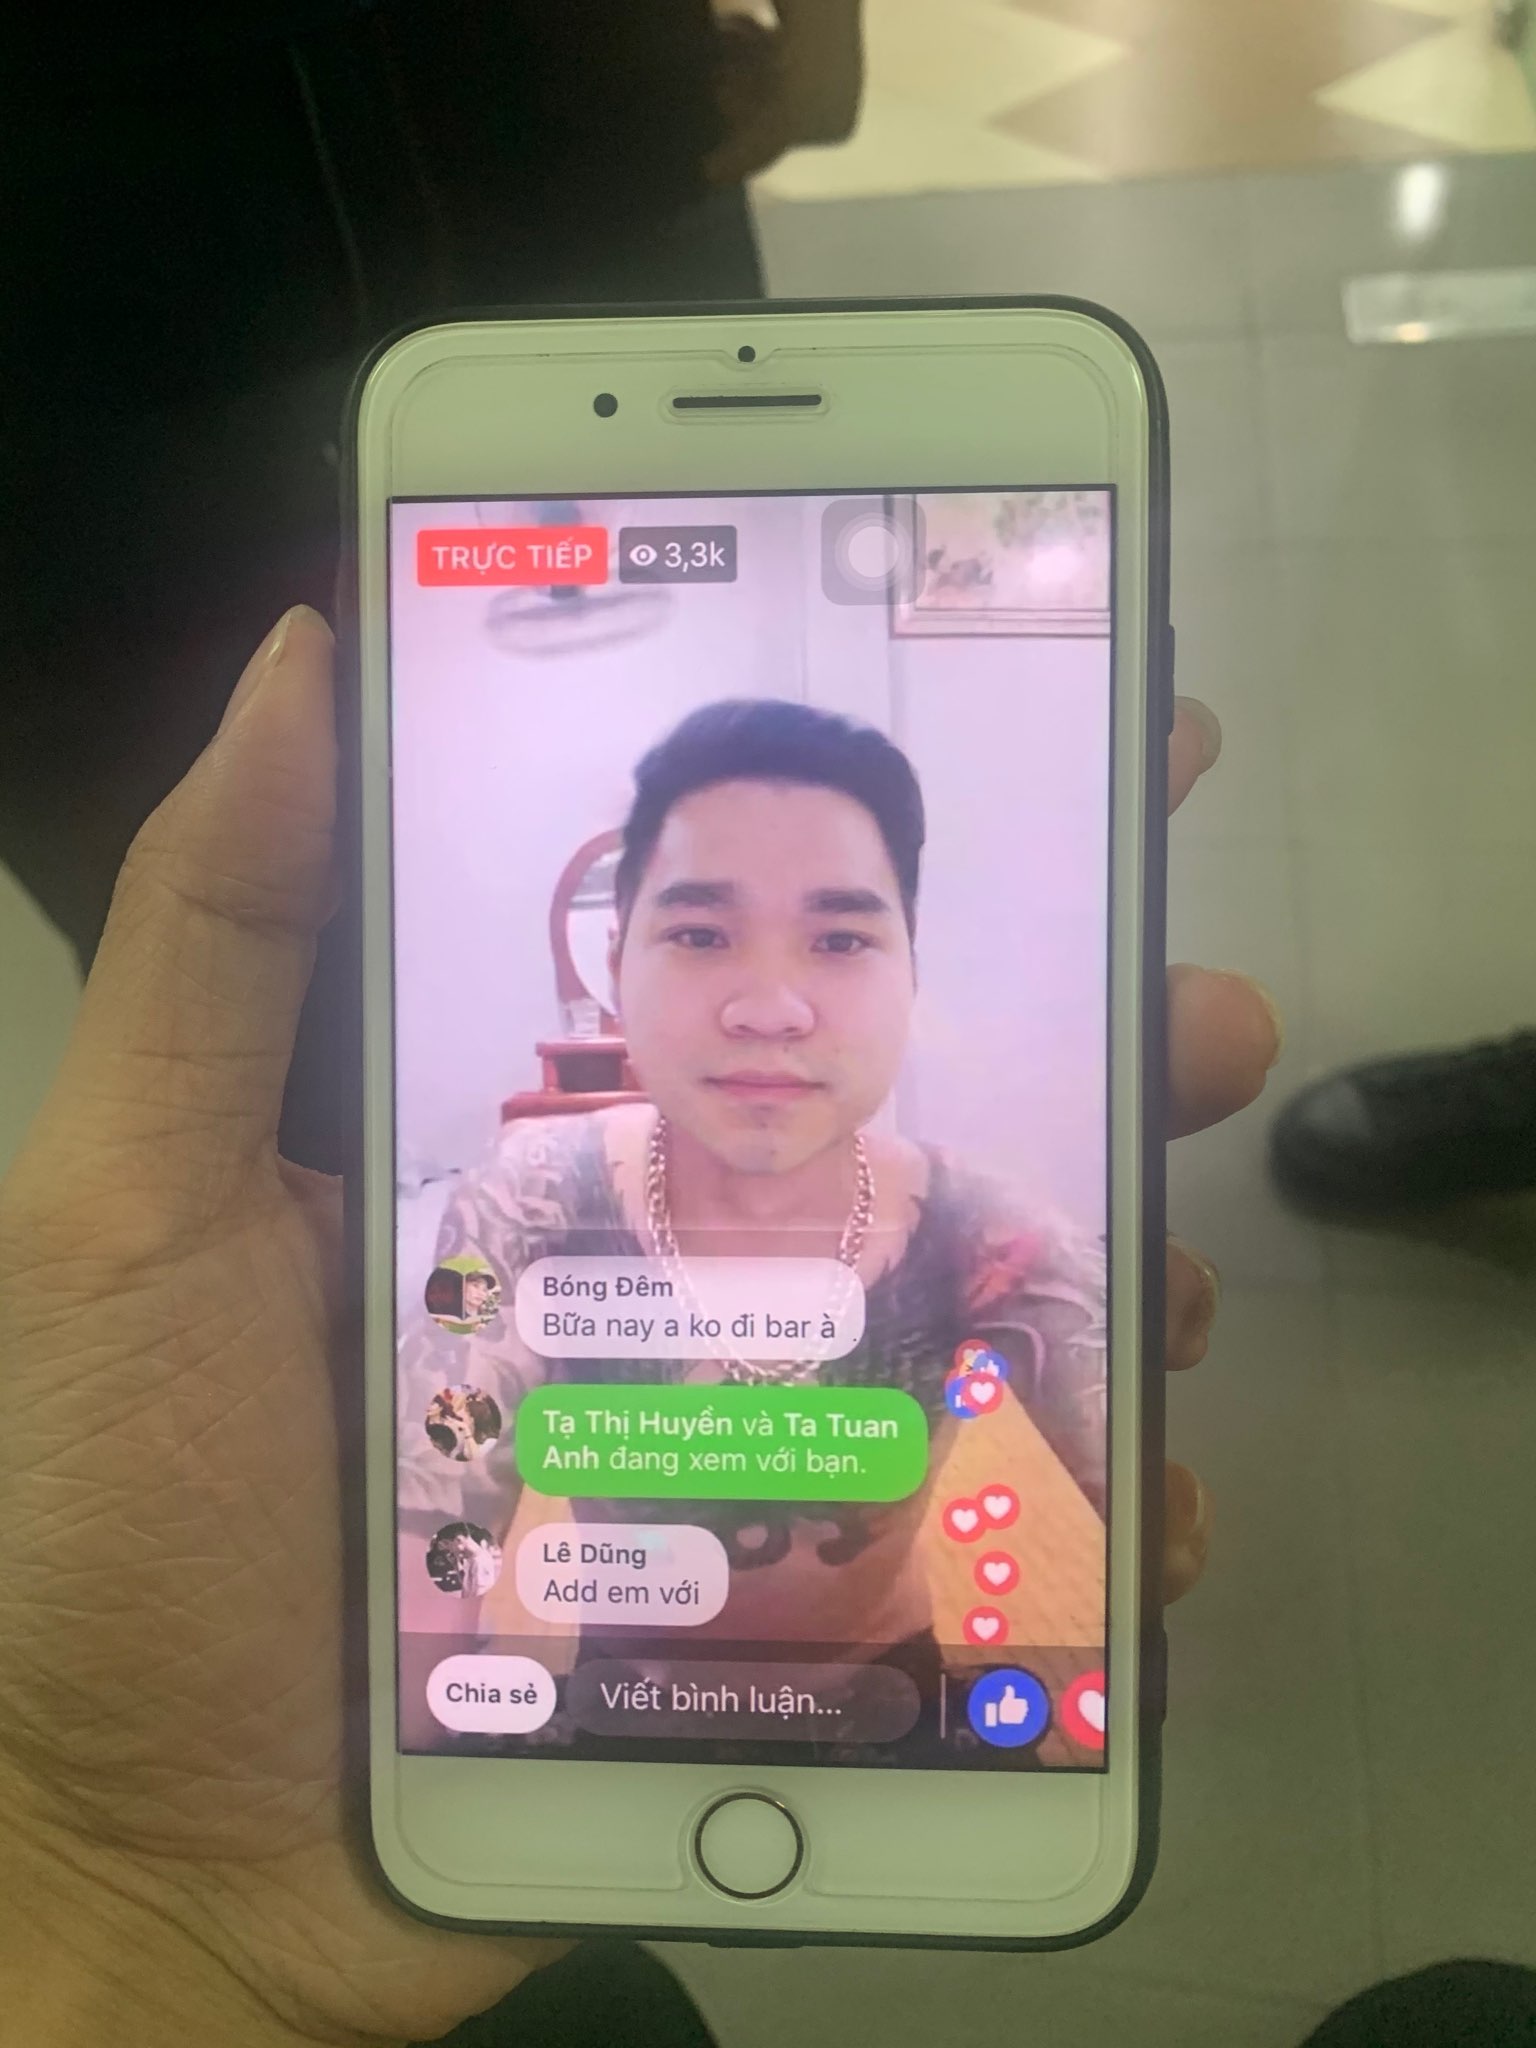 TRỰC TIẾP 3,3k
Bóng Đêm
Bữa nay a ko đi bar à .
Tạ Thị Huyền và Ta Tuan
Anh đang xem với bạn.
Lê Dũng
Add em với
Chia sẻ Viết bình luận...